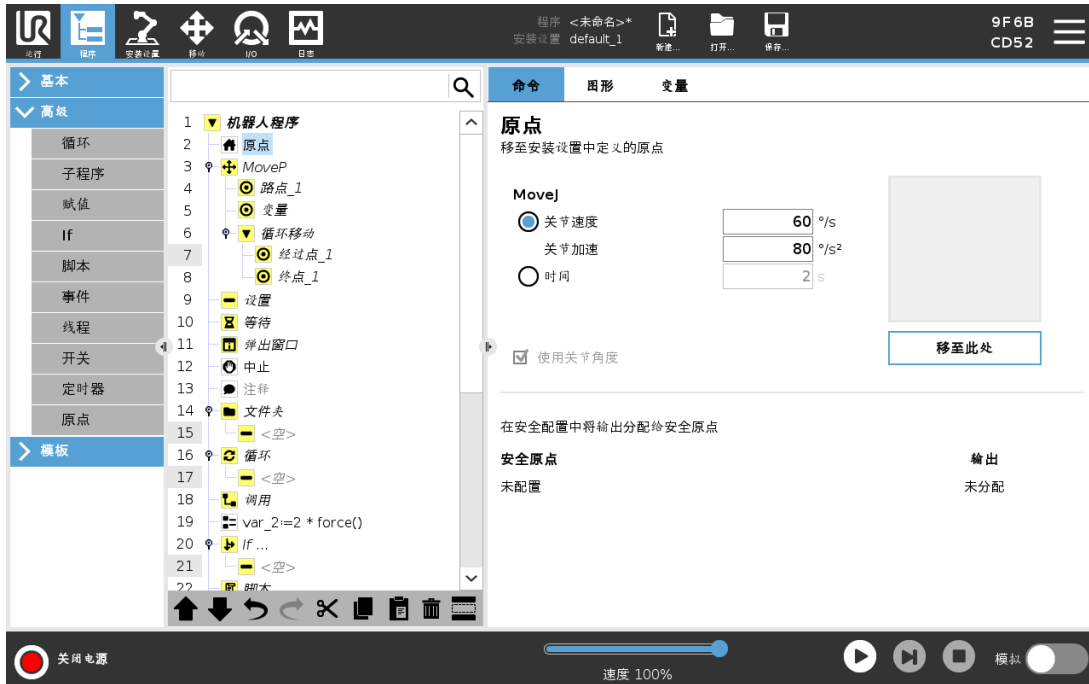 UR
运行 程序 安装设置 移动 I/O 日志
程序 <未命名>*
安装设置 default_1
新建... 打开... 保存...
9F6B
CD52
基本
高级
循环
子程序
赋值
If
脚本
事件
线程
开关
定时器
原点
模板
1 机器人程序
2 原点
3 MoveP
4 路点_1
5 变量
6 循环移动
7 经过点_1
8 终点_1
9 设置
10 等待
11 弹出窗口
12 中止
13 注释
14 文件夹
15 <空>
16 循环
17 <空>
18 调用
19 var_2:=2 * force()
20 If ...
21 <空>
22 脚本
命令 图形 变量
原点
移至安装设置中定义的原点
MoveJ
关节速度 60 °/s
关节加速 80 °/s²
时间 2 s
使用关节角度
移至此处
在安全配置中将输出分配给安全原点
安全原点 输出
未配置 未分配
关闭电源
速度 100%
模拟